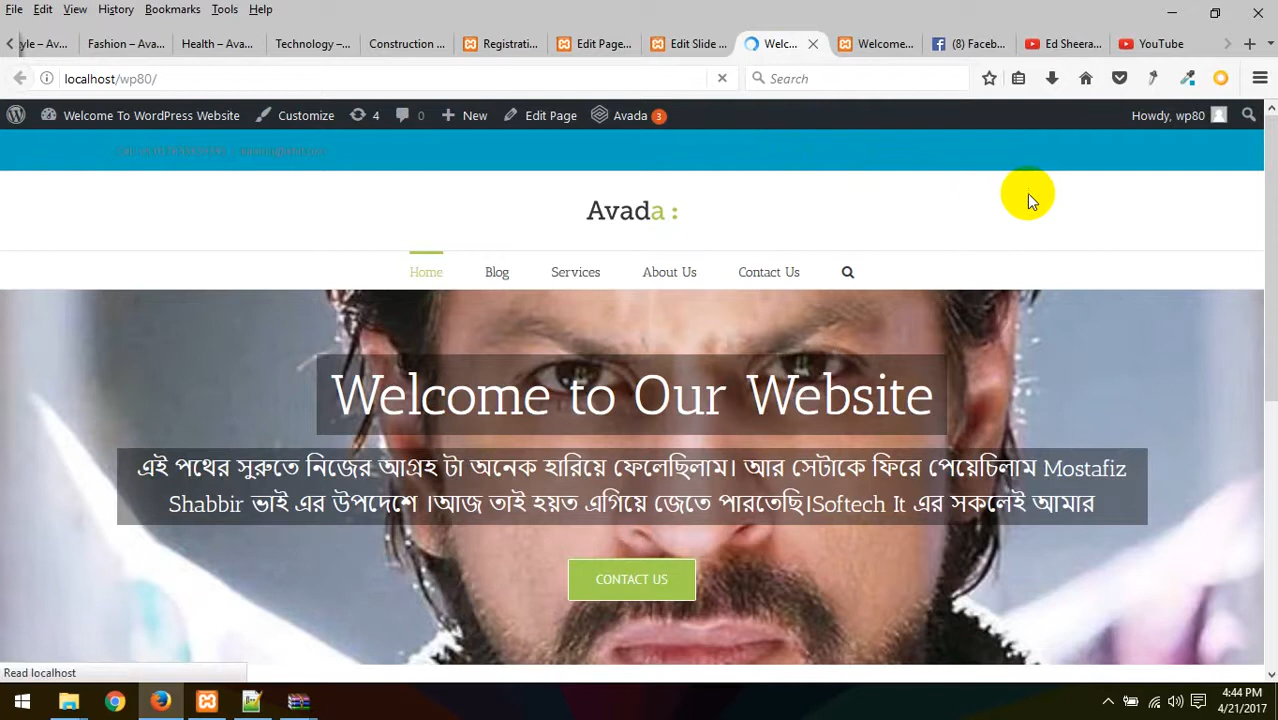 File Edit View History Bookmarks Tools Help
yle – Ava... Fashion – Ava... Health – Ava... Technology –... Construction ... Registrati... Edit Page... Edit Slide ... Welc... Welcome... (8) Faceb... Ed Sheera... YouTube
localhost/wp80/ Search
Welcome To WordPress Website Customize 4 0 New Edit Page Avada 3 Howdy, wp80
Avada :
Home Blog Services About Us Contact Us
Welcome to Our Website
এই পথের সুরুতে নিজের আগ্রহ টা অনেক হারিয়ে ফেলেছিলাম। আর সেটাকে ফিরে পেয়েচিলাম Mostafiz
Shabbir ভাই এর উপদেশে ।আজ তাই হয়ত এগিয়ে জেতে পারতেছি।Softech It এর সকলেই আমার
CONTACT US
Read localhost
4:44 PM
4/21/2017